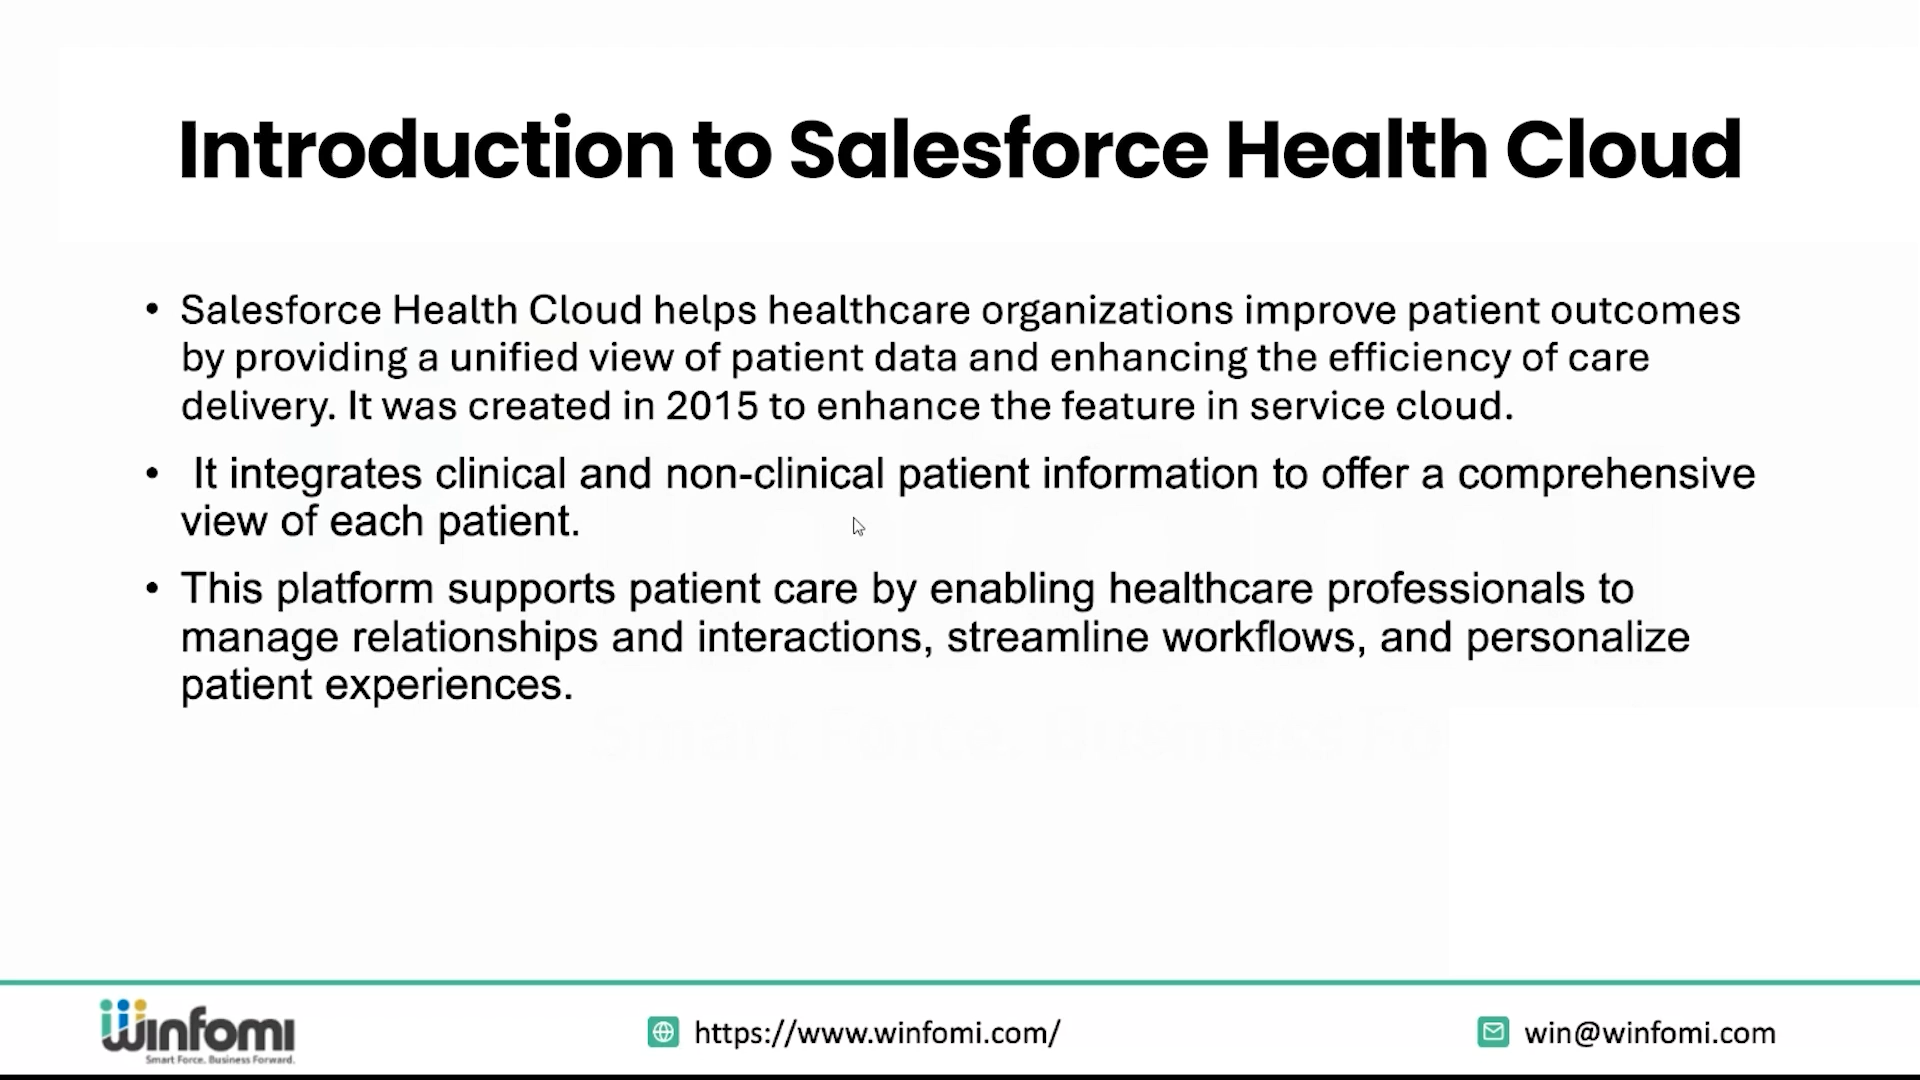 Introduction to Salesforce Health Cloud
• Salesforce Health Cloud helps healthcare organizations improve patient outcomes
by providing a unified view of patient data and enhancing the efficiency of care
delivery. It was created in 2015 to enhance the feature in service cloud.
• It integrates clinical and non-clinical patient information to offer a comprehensive
view of each patient.
• This platform supports patient care by enabling healthcare professionals to
manage relationships and interactions, streamline workflows, and personalize
patient experiences.
Winfomi
Smart Force. Business Forward.
https://www.winfomi.com/
win@winfomi.com